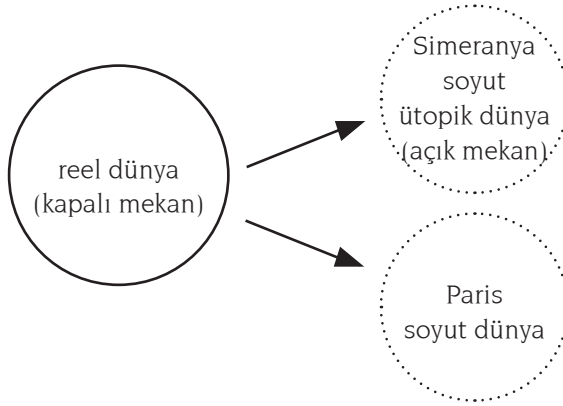 reel dünya
(kapalı mekan)
Simeranya
soyut
ütopik dünya
(açık mekan)
Paris
soyut dünya